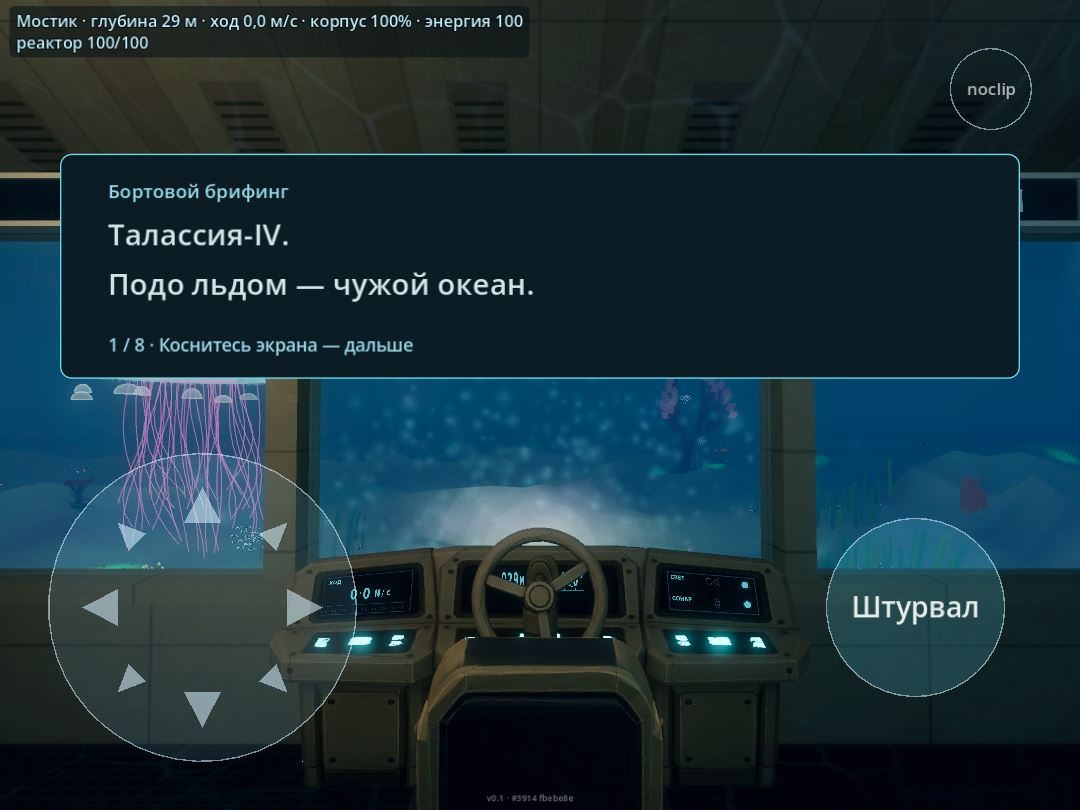 Мостик · глубина 29 м · ход 0,0 м/с · корпус 100% · энергия 100
реактор 100/100
noclip
Бортовой брифинг
Талассия-IV.
Подо льдом — чужой океан.
1 / 8 · Коснитесь экрана — дальше
ХОД
0·0 м/с
029м
СВЕТ
СОНАР
Штурвал
v0.1 · #3914 fbebe8e